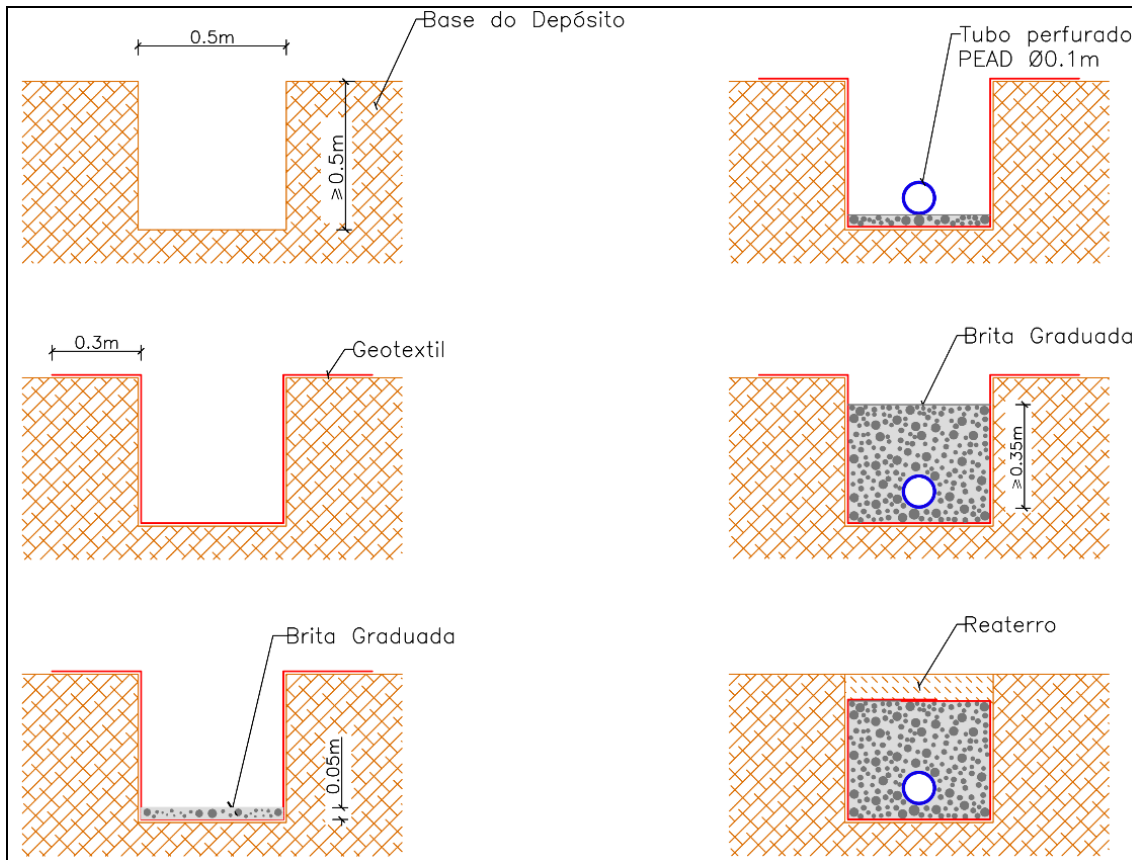 Base do Depósito
0.5m
≥0.5m
Tubo perfurado
PEAD Ø0.1m
0.3m
Geotextil
Brita Graduada
≥0.35m
Brita Graduada
0.05m
Reaterro